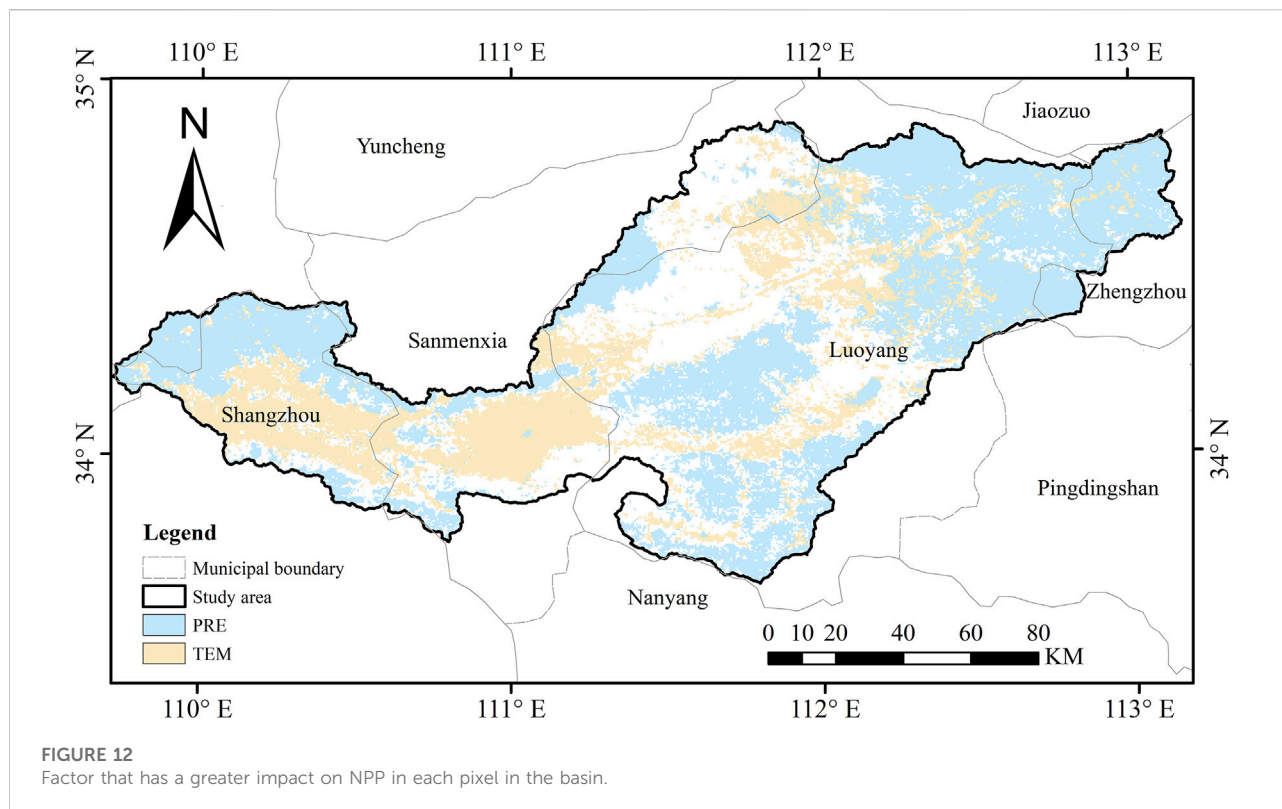 110° E 111° E 112° E 113° E
35° N
N
Yuncheng
Jiaozuo
Zhengzhou
Sanmenxia
Luoyang
Shangzhou
34° N
34° N
Pingdingshan
Legend
Municipal boundary
Study area
PRE
TEM
Nanyang
0 10 20 40 60 80
KM
110° E 111° E 112° E 113° E
FIGURE 12
Factor that has a greater impact on NPP in each pixel in the basin.